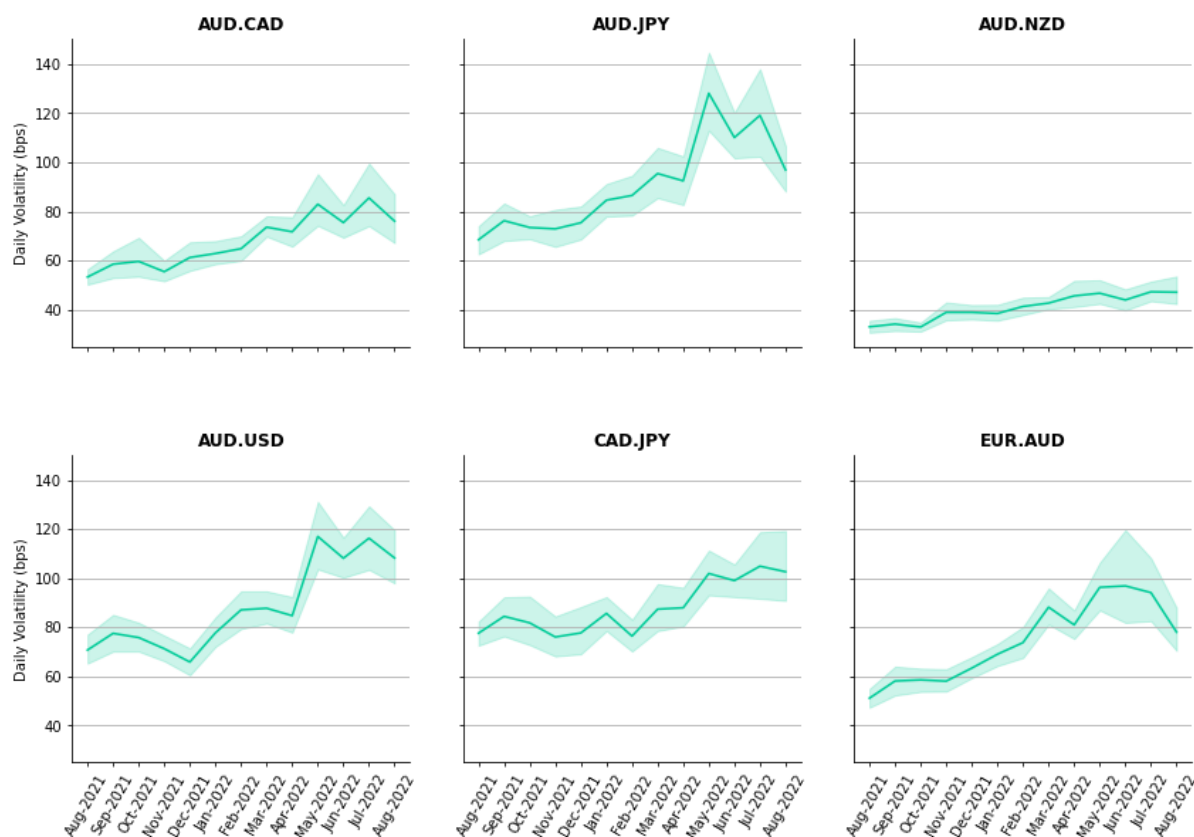 AUD.CAD
AUD.JPY
AUD.NZD
Daily Volatility (bps)
140
120
100
80
60
40
AUD.USD
CAD.JPY
EUR.AUD
Daily Volatility (bps)
140
120
100
80
60
40
Aug-2021
Sep-2021
Oct-2021
Nov-2021
Dec-2021
Jan-2022
Feb-2022
Mar-2022
Apr-2022
May-2022
Jun-2022
Jul-2022
Aug-2022
Aug-2021
Sep-2021
Oct-2021
Nov-2021
Dec-2021
Jan-2022
Feb-2022
Mar-2022
Apr-2022
May-2022
Jun-2022
Jul-2022
Aug-2022
Aug-2021
Sep-2021
Oct-2021
Nov-2021
Dec-2021
Jan-2022
Feb-2022
Mar-2022
Apr-2022
May-2022
Jun-2022
Jul-2022
Aug-2022